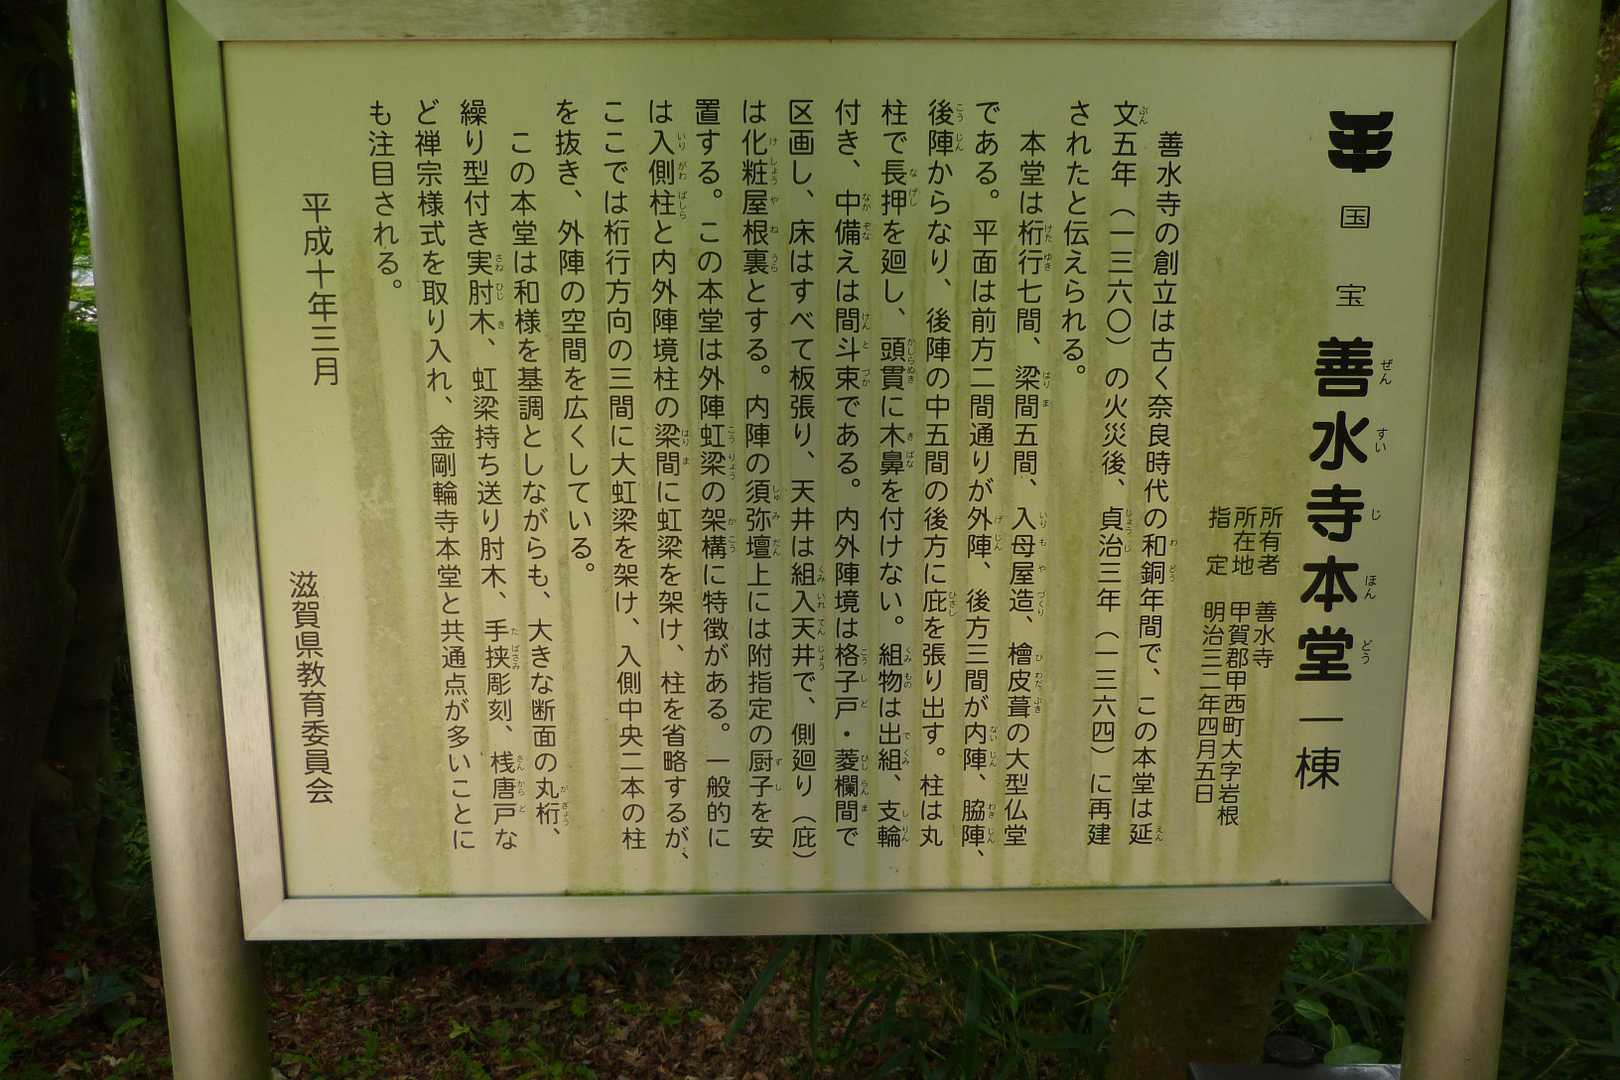 国宝 善水寺本堂 一棟
所有者 善水寺
所在地 甲賀郡甲西町大字岩根
指定 明治三二年四月五日
善水寺の創立は古く奈良時代の和銅年間で、この本堂は延
文五年（一三六〇）の火災後、貞治三年（一三六四）に再建
されたと伝えられる。
本堂は桁行七間、梁間五間、入母屋造、檜皮葺の大型仏堂
である。平面は前方二間通りが外陣、後方三間が内陣、脇陣、
後陣からなり、後陣の中五間の後方に庇を張り出す。柱は丸
柱で長押を廻し、頭貫に木鼻を付けない。組物は出組、支輪
付き、中備えは間斗束である。内外陣境は格子戸・菱欄間で
区画し、床はすべて板張り、天井は組入天井で、側廻り（庇）
は化粧屋根裏とする。内陣の須弥壇上には附指定の厨子を安
置する。この本堂は外陣虹梁の架構に特徴がある。一般的に
は入側柱と内外陣境柱の梁間に虹梁を架け、柱を省略するが、
ここでは桁行方向の三間に大虹梁を架け、入側中央二本の柱
を抜き、外陣の空間を広くしている。
この本堂は和様を基調としながらも、大きな断面の丸桁、
繰り型付き実肘木、虹梁持ち送り肘木、手挟彫刻、桟唐戸な
ど禅宗様式を取り入れ、金剛輪寺本堂と共通点が多いことに
も注目される。
平成十年三月
滋賀県教育委員会